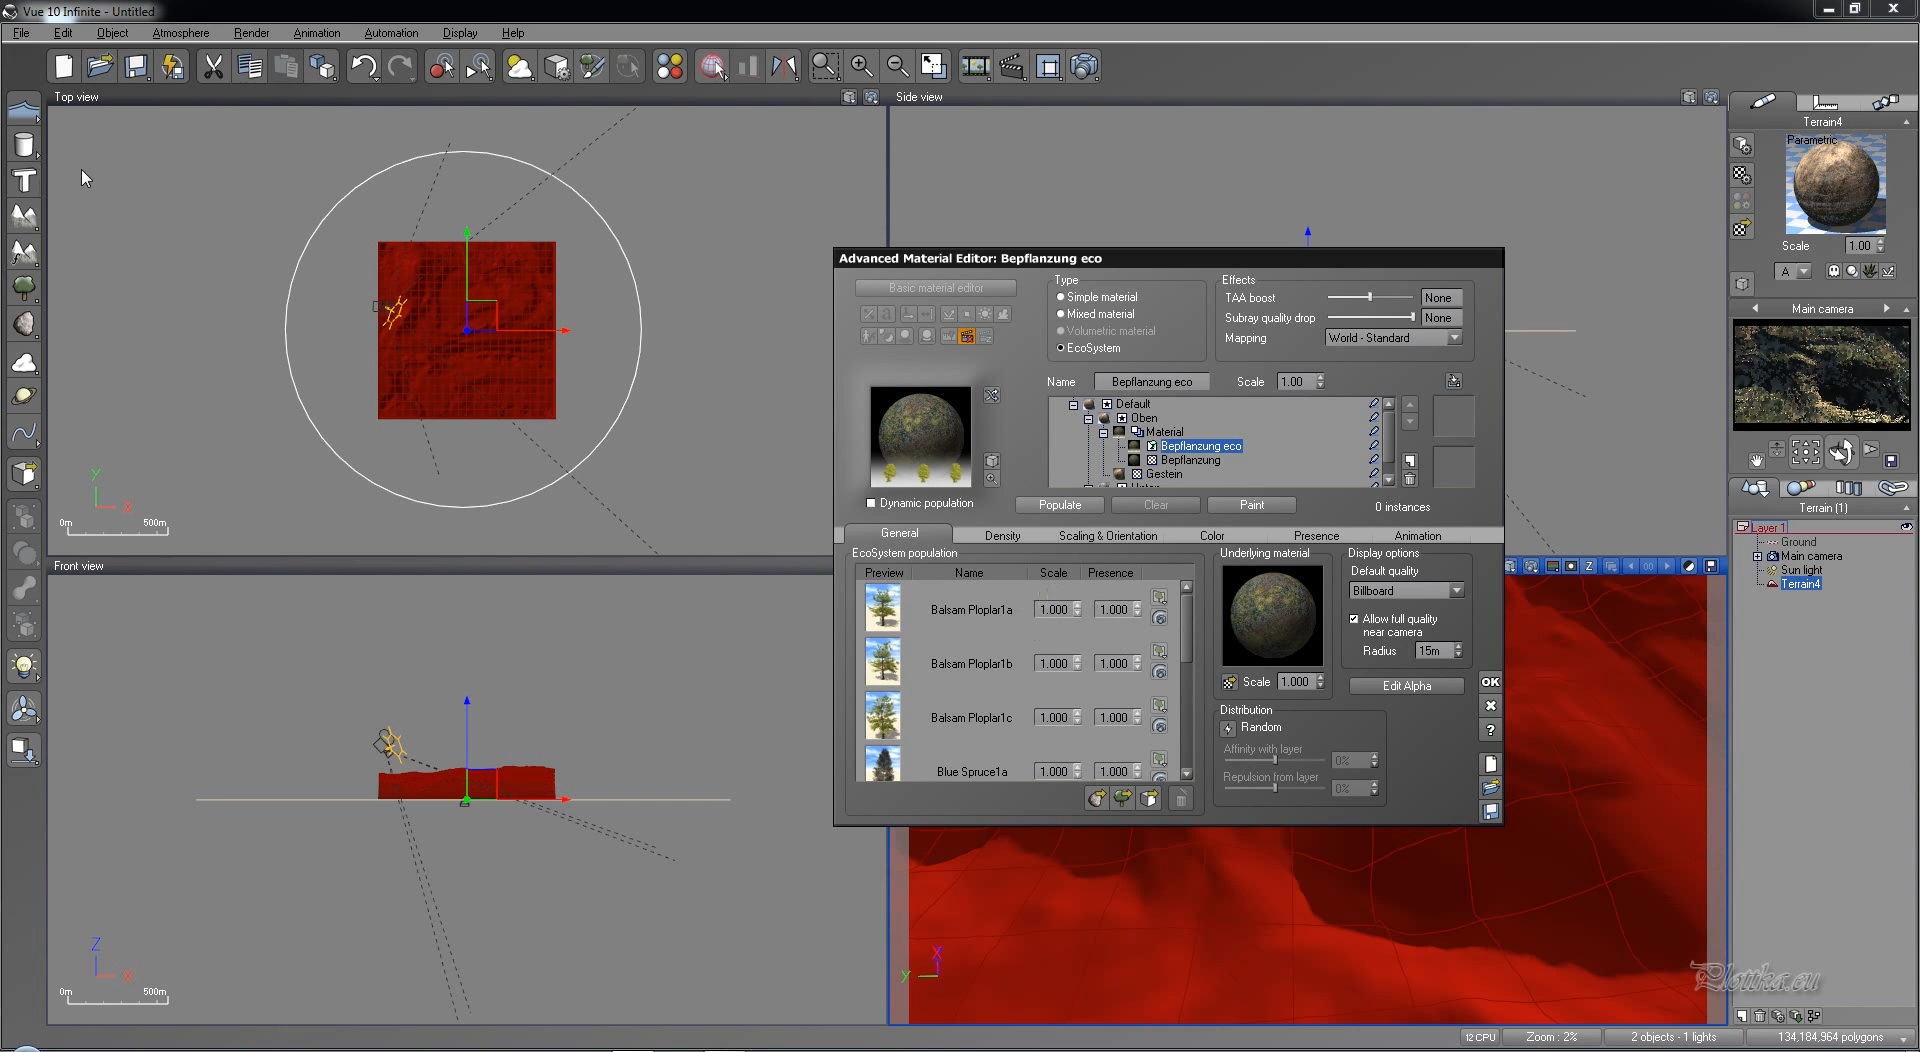 Vue 10 Infinite - Untitled
File Edit Object Atmosphere Render Animation Automation Display Help
Top view
Side view
Y
X
0m 500m
Front view
Z
X
0m 500m
Advanced Material Editor: Bepflanzung eco
Basic material editor
Type
Simple material
Mixed material
Volumetric material
EcoSystem
Effects
TAA boost None
Subray quality drop None
Mapping World - Standard
Name Bepflanzung eco Scale 1.00
Default
Oben
Material
Bepflanzung eco
Bepflanzung
Gestein
Dynamic population
Populate Clear Paint 0 instances
General Density Scaling & Orientation Color Presence Animation
EcoSystem population
Preview Name Scale Presence
Balsam Ploplar1a 1.000 1.000
Balsam Ploplar1b 1.000 1.000
Balsam Ploplar1c 1.000 1.000
Blue Spruce1a 1.000 1.000
Underlying material
Scale 1.000
Display options
Default quality
Billboard
Allow full quality
near camera
Radius 15m
Edit Alpha
Distribution
Random
Affinity with layer 0%
Repulsion from layer 0%
OK
?
Z
X
Y
Terrain4
Parametric
Scale 1.00
A
Main camera
Terrain (1)
Layer 1
Ground
Main camera
Sun light
Terrain4
Plottka.eu
12 CPU Zoom : 2% 2 objects - 1 lights 134,184,964 polygons